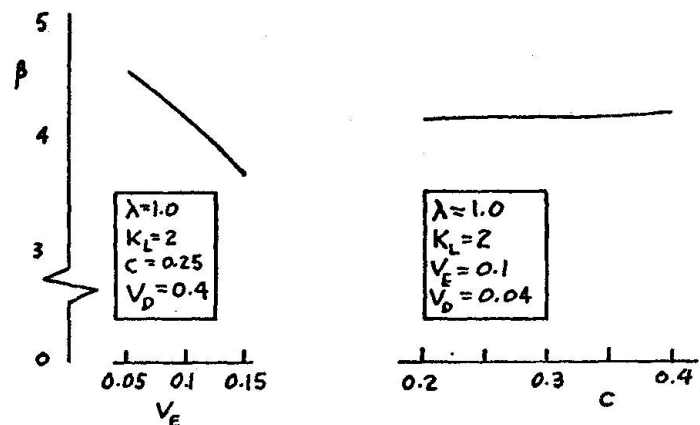 5
β
4
3
0
λ=1.0
K_L=2
C=0.25
V_D=0.4
0.05 0.1 0.15
V_E
λ=1.0
K_L=2
V_E=0.1
V_D=0.04
0.2 0.3 0.4
C